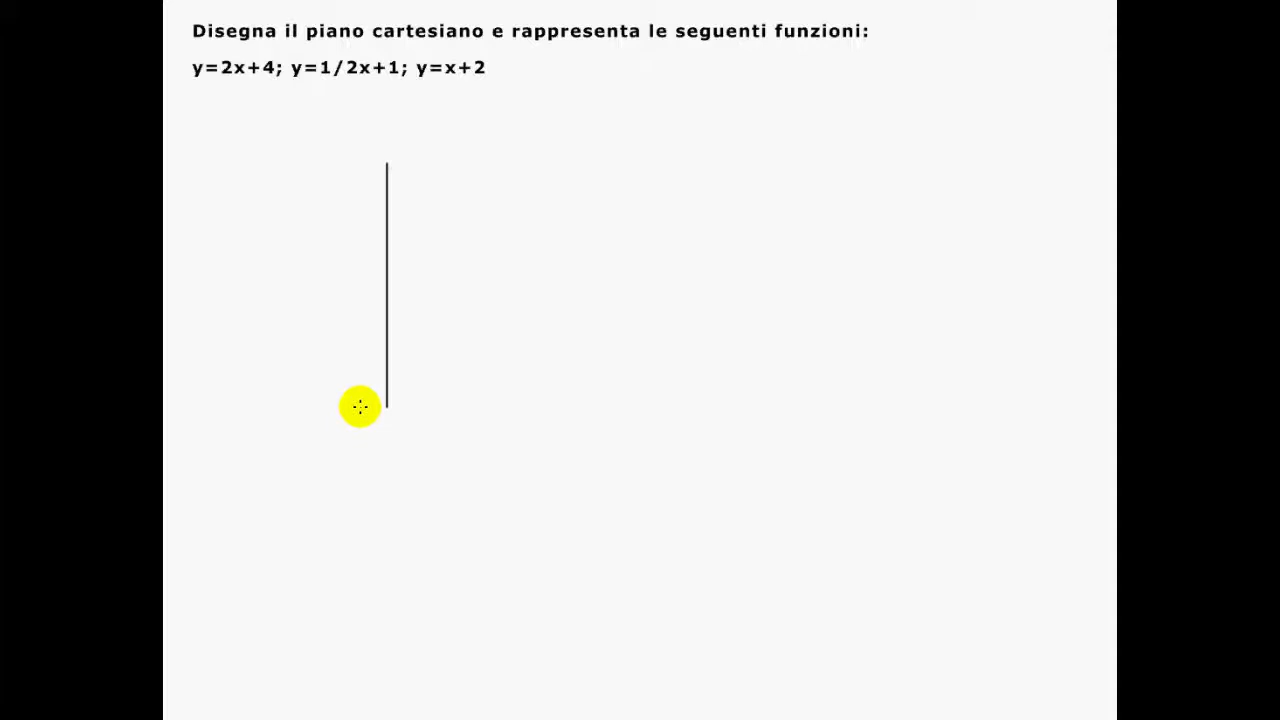 Disegna il piano cartesiano e rappresenta le seguenti funzioni:
y=2x+4; y=1/2x+1; y=x+2